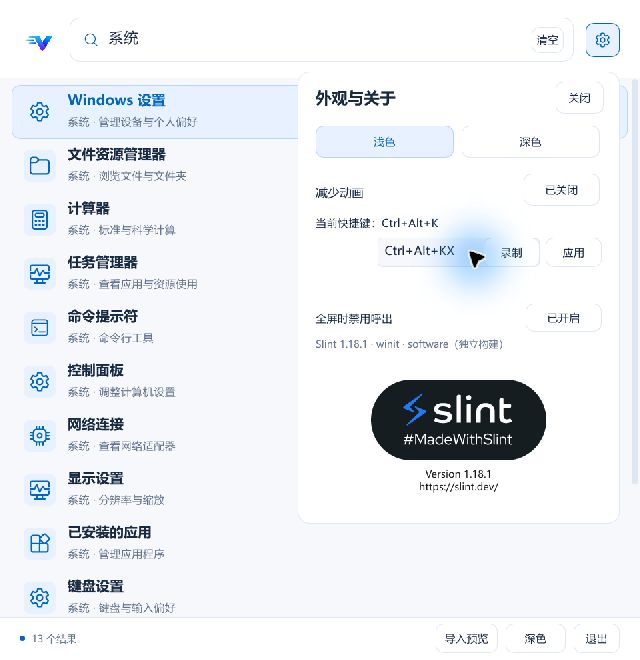 系统
清空
Windows 设置
系统 · 管理设备与个人偏好
文件资源管理器
系统 · 浏览文件与文件夹
计算器
系统 · 标准与科学计算
任务管理器
系统 · 查看应用与资源使用
命令提示符
系统 · 命令行工具
控制面板
系统 · 调整计算机设置
网络连接
系统 · 查看网络适配器
显示设置
系统 · 分辨率与缩放
已安装的应用
系统 · 管理应用程序
键盘设置
系统 · 键盘与输入偏好
外观与关于
关闭
浅色
深色
减少动画
已关闭
当前快捷键：Ctrl+Alt+K
Ctrl+Alt+KX
录制
应用
全屏时禁用呼出
已开启
Slint 1.18.1 · winit · software（独立构建）
slint
#MadeWithSlint
Version 1.18.1
https://slint.dev/
13 个结果
导入预览
深色
退出